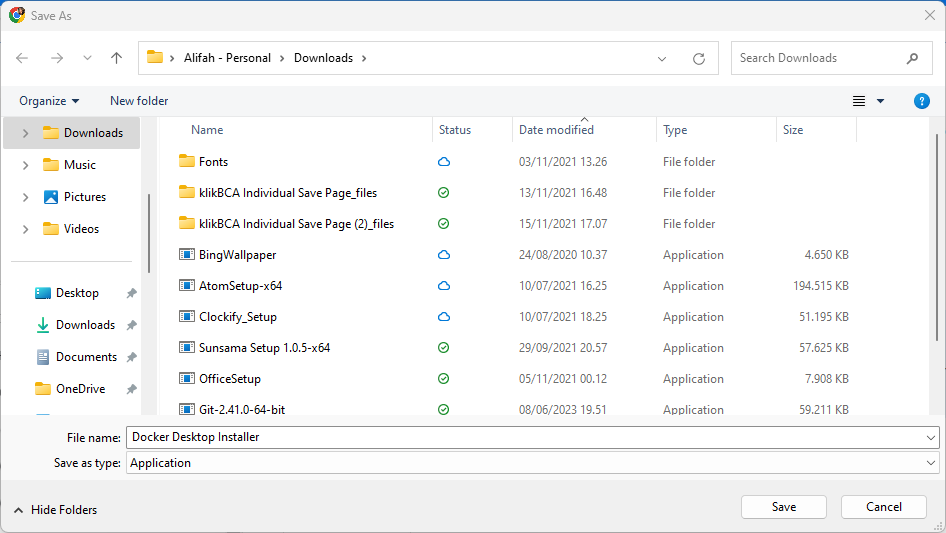 Save As
Alifah - Personal > Downloads >
Search Downloads
Organize
New folder
Downloads
Music
Pictures
Videos
Desktop
Downloads
Documents
OneDrive
Name Status Date modified Type Size
Fonts 03/11/2021 13.26 File folder
klikBCA Individual Save Page_files 13/11/2021 16.48 File folder
klikBCA Individual Save Page (2)_files 15/11/2021 17.07 File folder
BingWallpaper 24/08/2020 10.37 Application 4.650 KB
AtomSetup-x64 10/07/2021 16.25 Application 194.515 KB
Clockify_Setup 10/07/2021 18.25 Application 51.195 KB
Sunsama Setup 1.0.5-x64 29/09/2021 20.57 Application 57.625 KB
OfficeSetup 05/11/2021 00.12 Application 7.908 KB
Git-2.41.0-64-bit 08/06/2023 19.51 Application 59.211 KB
File name: Docker Desktop Installer
Save as type: Application
Hide Folders
Save
Cancel